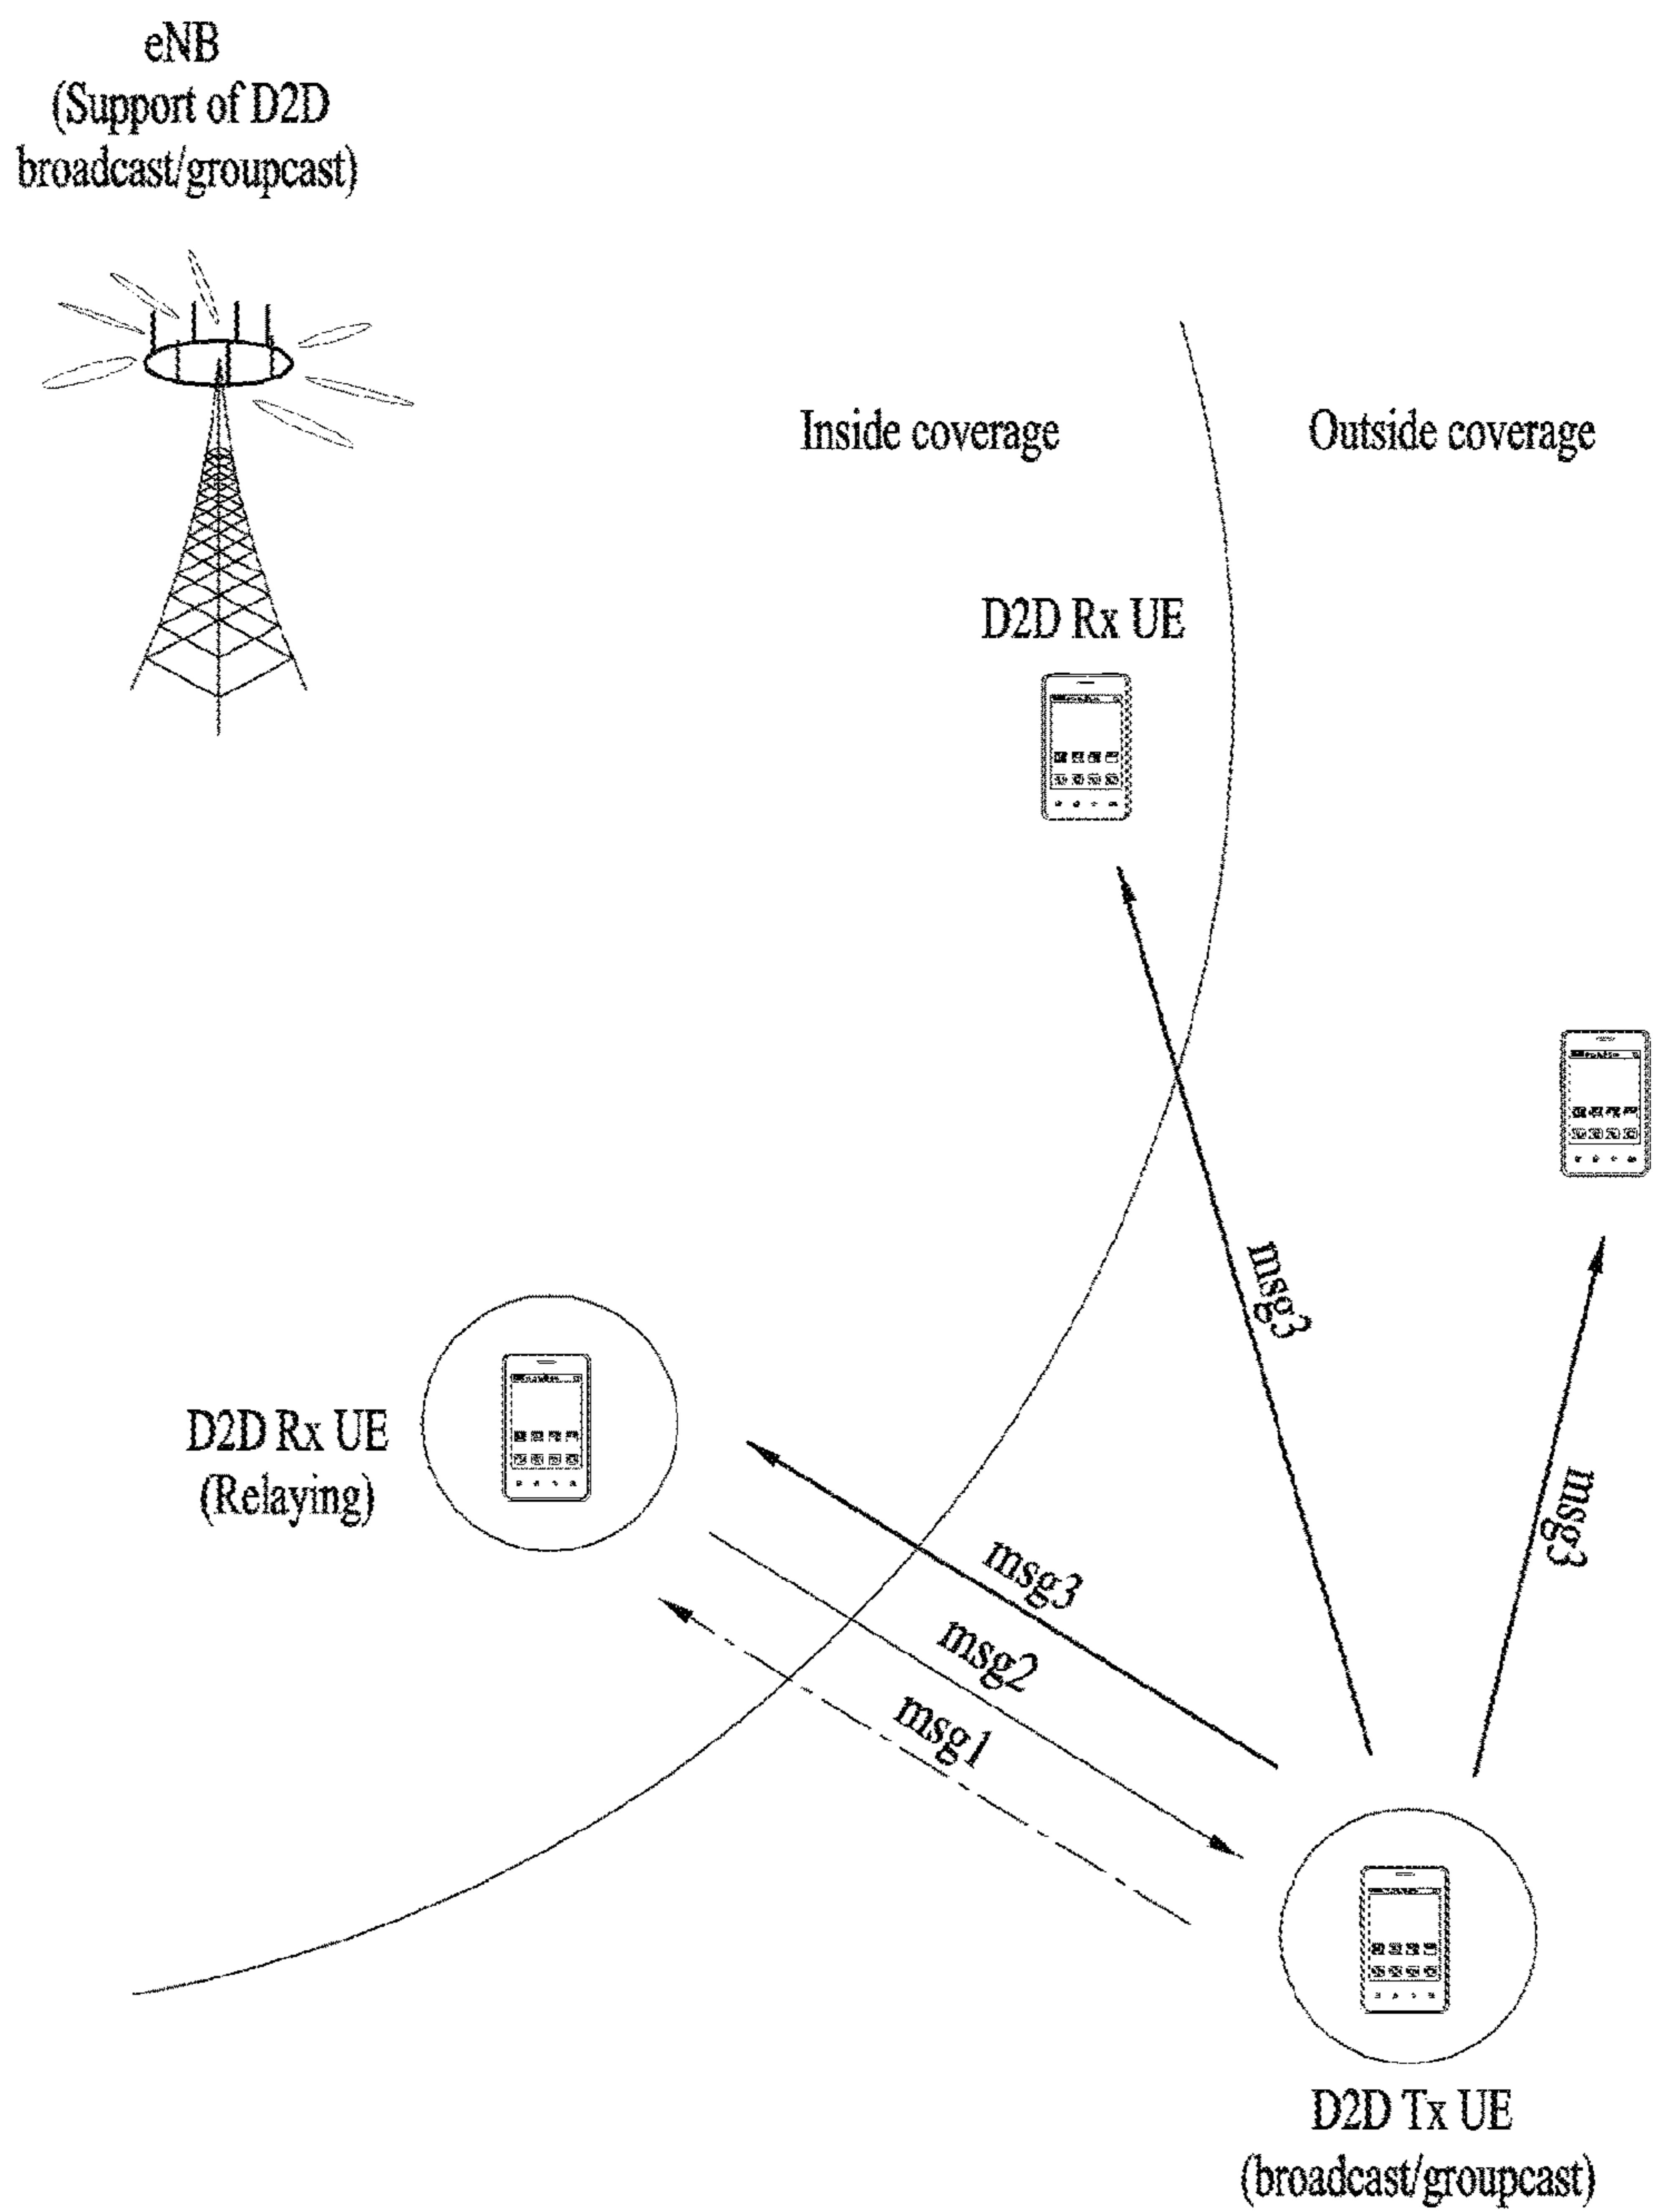 eNB
(Support of D2D
broadcast/groupcast)
Inside coverage
Outside coverage
D2D Rx UE
msg3
msg3
D2D Rx UE
(Relaying)
msg3
msg2
msg1
D2D Tx UE
(broadcast/groupcast)